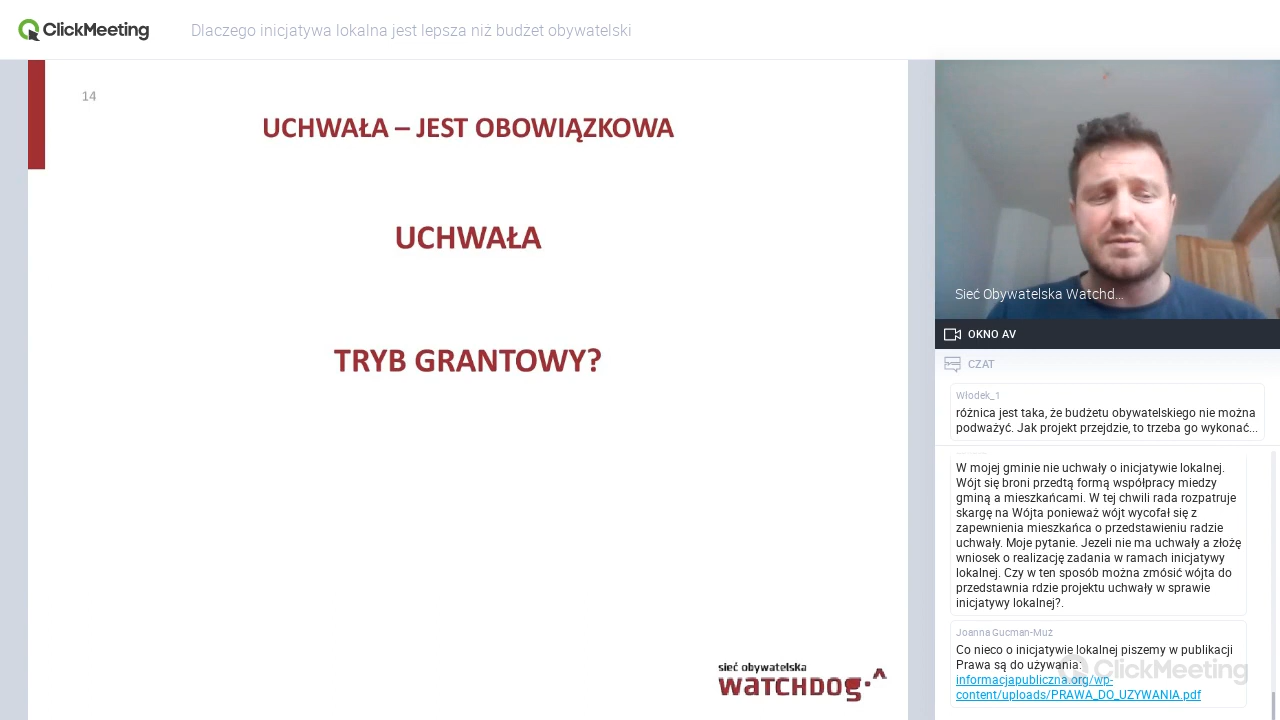 ClickMeeting
Dlaczego inicjatywa lokalna jest lepsza niż budżet obywatelski
14
UCHWAŁA – JEST OBOWIĄZKOWA
UCHWAŁA
TRYB GRANTOWY?
sieć obywatelska
WATCHDOG
Sieć Obywatelska Watchd...
OKNO AV
CZAT
Włodek_1
różnica jest taka, że budżetu obywatelskiego nie można
podważyć. Jak projekt przejdzie, to trzeba go wykonać...
W mojej gminie nie uchwały o inicjatywie lokalnej.
Wójt się broni przedtą formą współpracy miedzy
gminą a mieszkańcami. W tej chwili rada rozpatruje
skargę na Wójta ponieważ wójt wycofał się z
zapewnienia mieszkańca o przedstawieniu radzie
uchwały. Moje pytanie. Jezeli nie ma uchwały a złożę
wniosek o realizację zadania w ramach inicjatywy
lokalnej. Czy w ten sposób można zmósić wójta do
przedstawnia rdzie projektu uchwały w sprawie
inicjatywy lokalnej?.
Joanna Gucman-Muż
Co nieco o inicjatywie lokalnej piszemy w publikacji
Prawa są do używania:
informacjapubliczna.org/wp-
content/uploads/PRAWA_DO_UZYWANIA.pdf
ClickMeeting